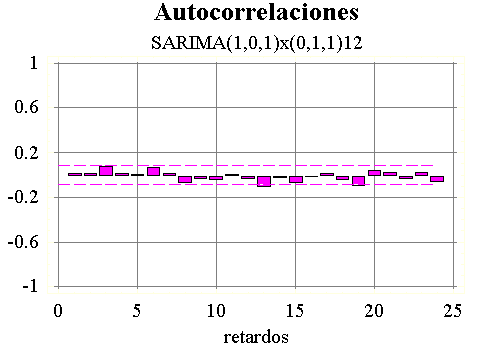 Autocorrelaciones
SARIMA(1,0,1)x(0,1,1)12
1
0.6
0.2
-0.2
-0.6
-1
0 5 10 15 20 25
retardos